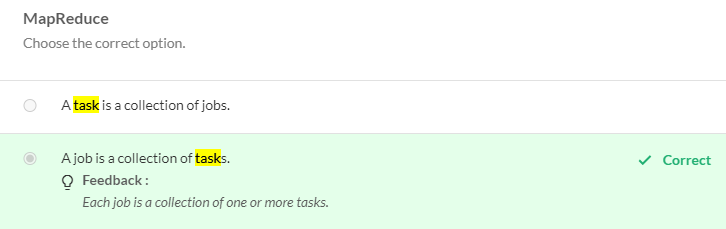 MapReduce
Choose the correct option.
A task is a collection of jobs.
A job is a collection of tasks.
Correct
Feedback :
Each job is a collection of one or more tasks.